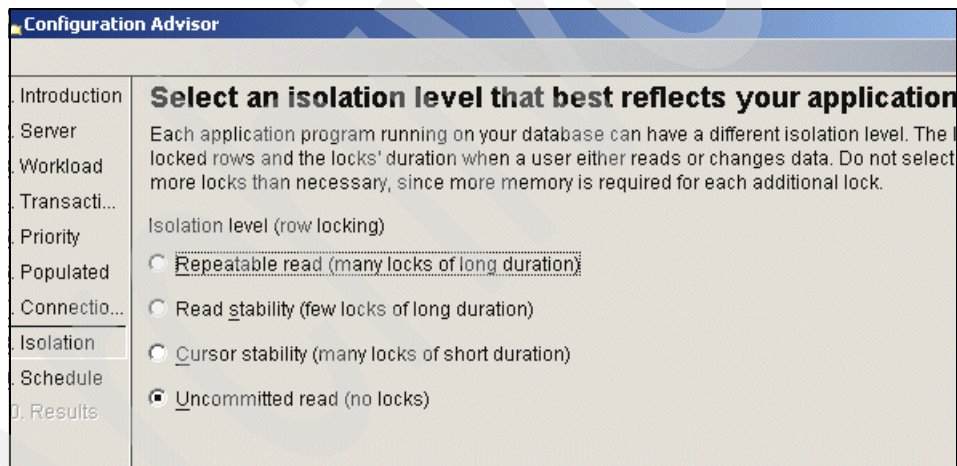 Configuration Advisor
. Introduction
. Server
. Workload
. Transacti...
. Priority
. Populated
. Connectio...
. Isolation
. Schedule
0. Results
Select an isolation level that best reflects your application
Each application program running on your database can have a different isolation level. The
locked rows and the locks' duration when a user either reads or changes data. Do not select
more locks than necessary, since more memory is required for each additional lock.
Isolation level (row locking)
Repeatable read (many locks of long duration)
Read stability (few locks of long duration)
Cursor stability (many locks of short duration)
Uncommitted read (no locks)